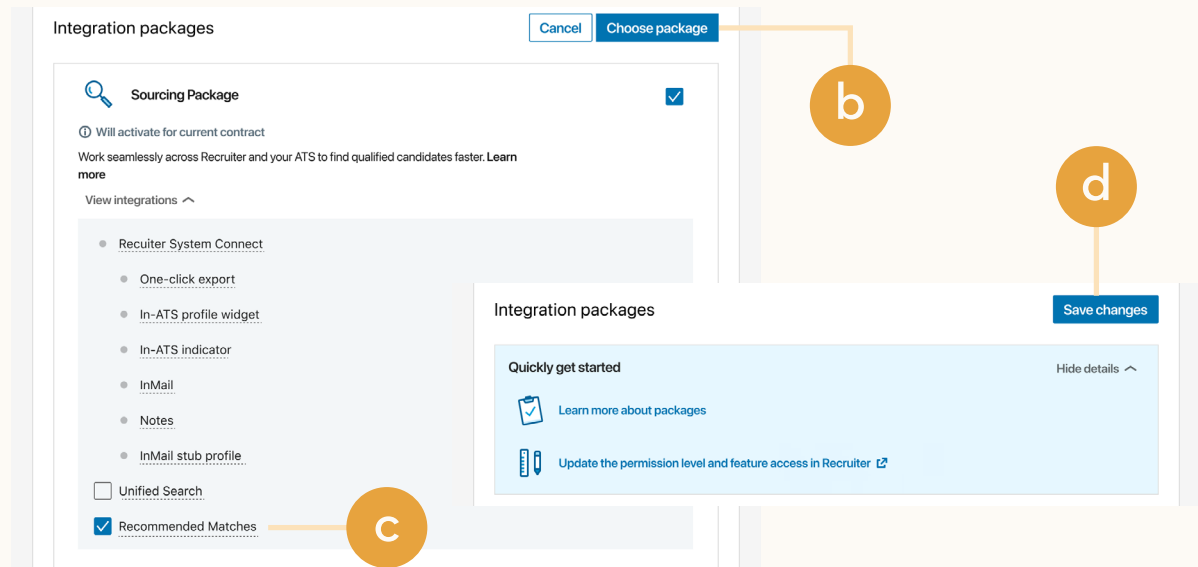 Integration packages
Cancel
Choose package
b
Sourcing Package
Will activate for current contract
Work seamlessly across Recruiter and your ATS to find qualified candidates faster. Learn
more
View integrations
Recuiter System Connect
One-click export
In-ATS profile widget
In-ATS indicator
InMail
Notes
InMail stub profile
Unified Search
Recommended Matches
c
d
Integration packages
Save changes
Quickly get started
Hide details
Learn more about packages
Update the permission level and feature access in Recruiter